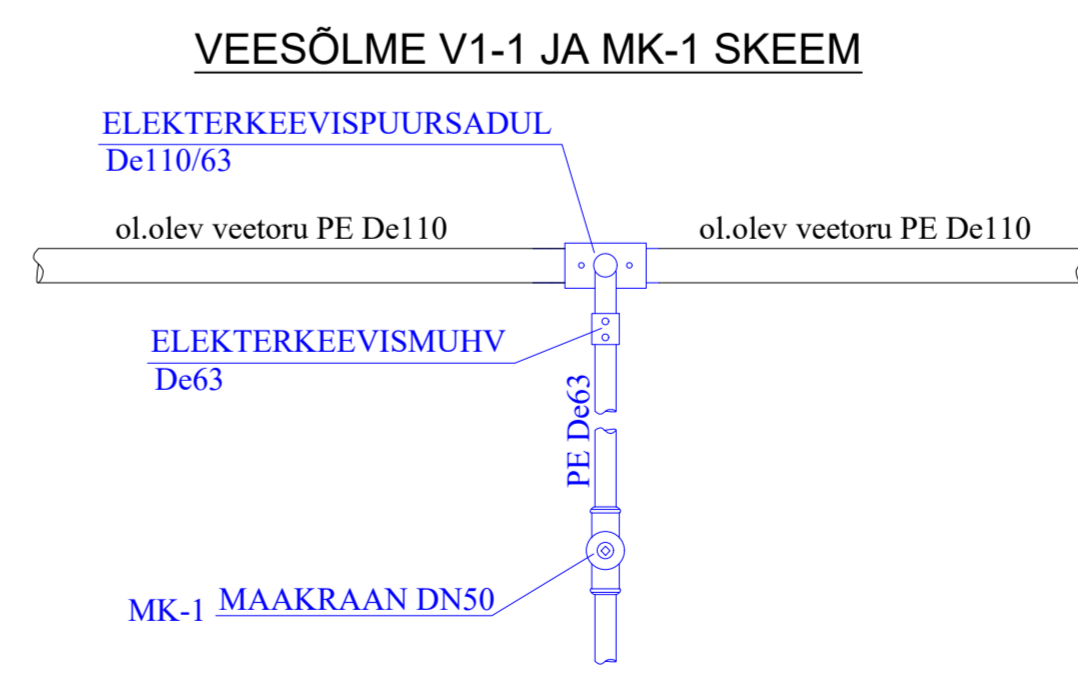 VEESÕLME V1-1 JA MK-1 SKEEM
ELEKTERKEEVISPUURSADUL
De110/63
ol.olev veetoru PE De110
ol.olev veetoru PE De110
ELEKTERKEEVISMUHV
De63
PE De63
MK-1 MAAKRAAN DN50